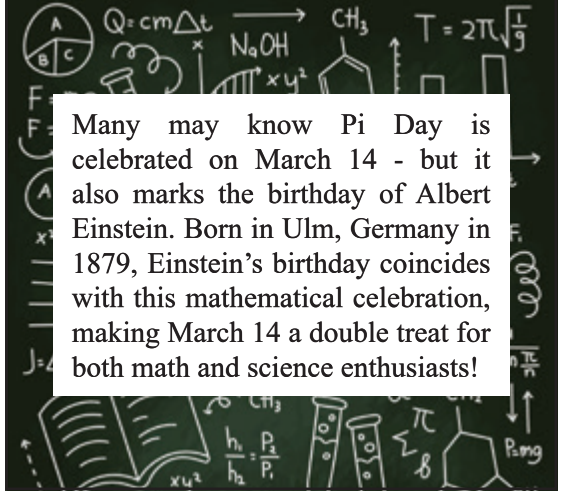 A
B C
Q=cmΔt
NaOH
CH₃
T=2π√l/g
xy²
F=
F=
A
Many may know Pi Day is
celebrated on March 14 - but it
also marks the birthday of Albert
Einstein. Born in Ulm, Germany in
1879, Einstein’s birthday coincides
with this mathematical celebration,
making March 14 a double treat for
both math and science enthusiasts!
CH₃
h₁/h₂=P₂/P₁
π
P=mg
xy²